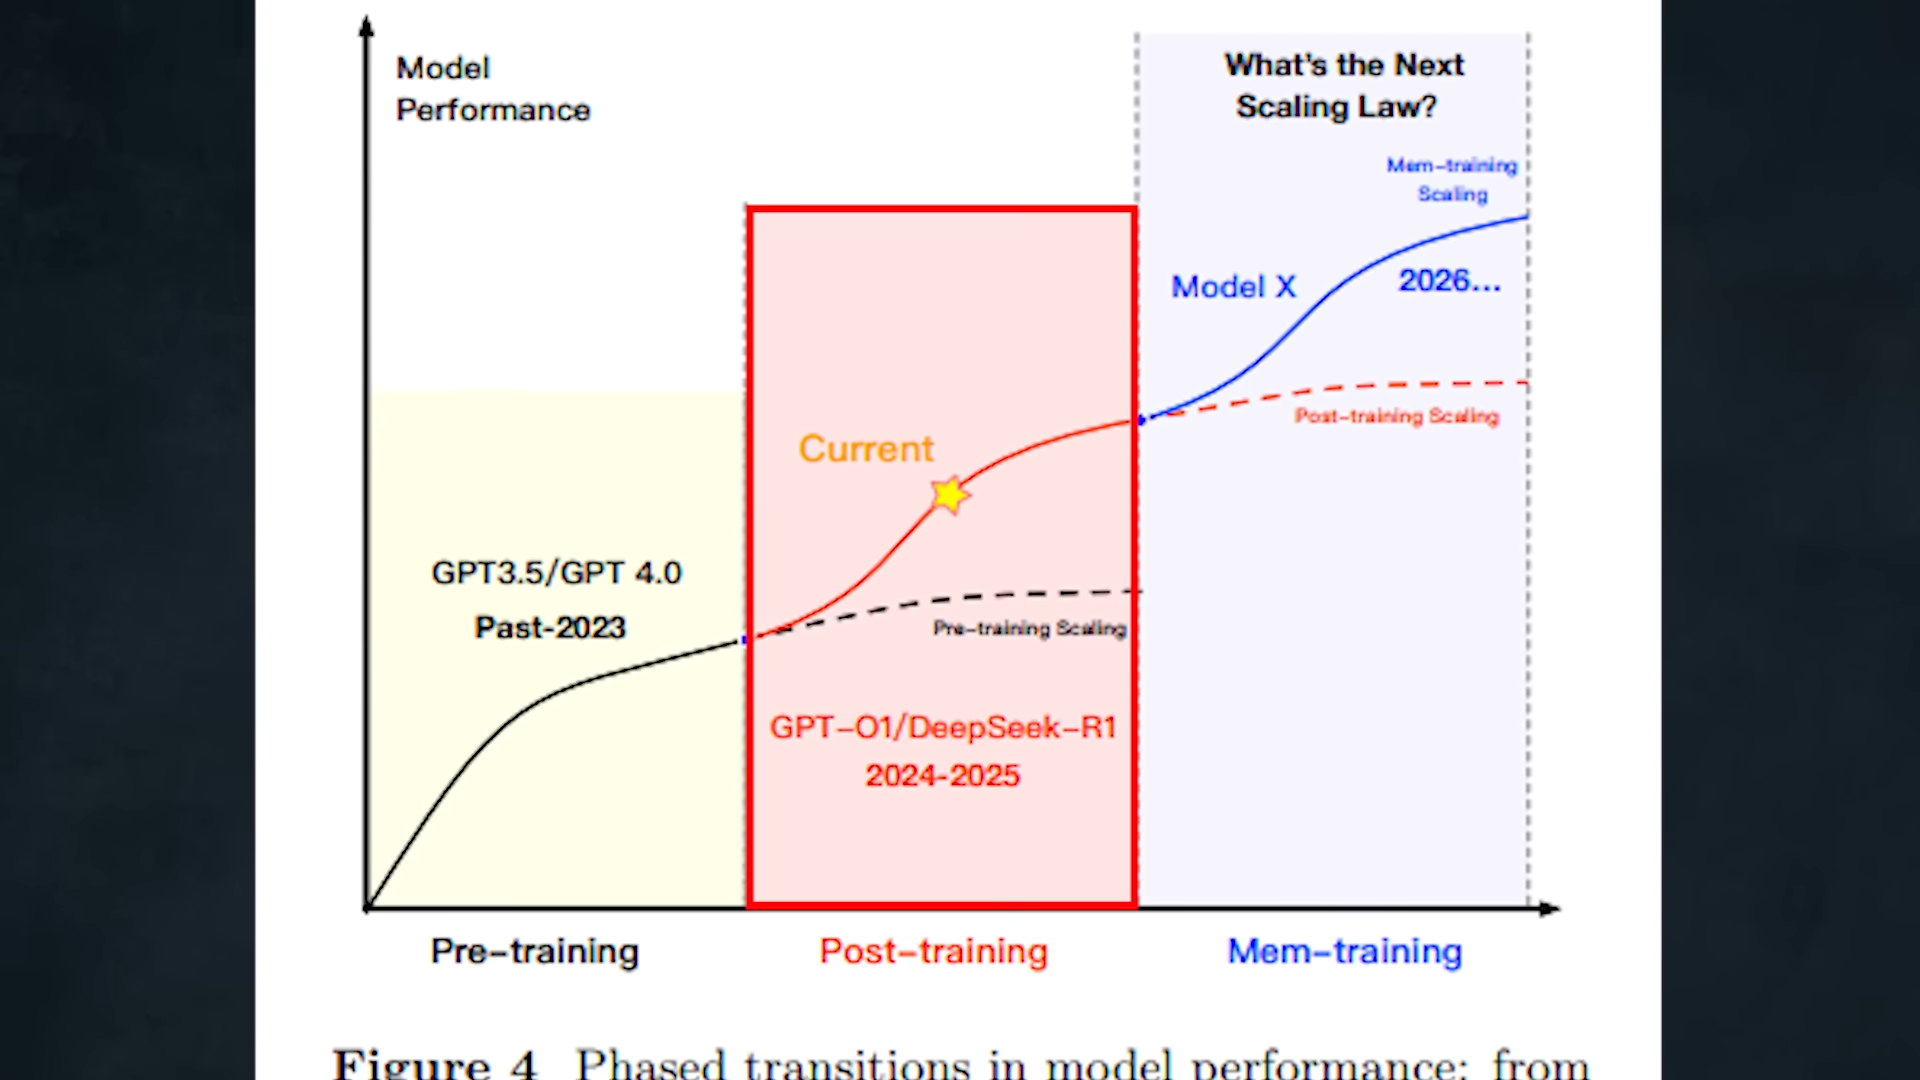 Model
Performance
What's the Next
Scaling Law?
Mem-training
Scaling
Model X
2026...
Post-training Scaling
Current
GPT3.5/GPT 4.0
Past-2023
Pre-training Scaling
GPT-O1/DeepSeek-R1
2024-2025
Pre-training
Post-training
Mem-training
Figure 4 Phased transitions in model performance: from